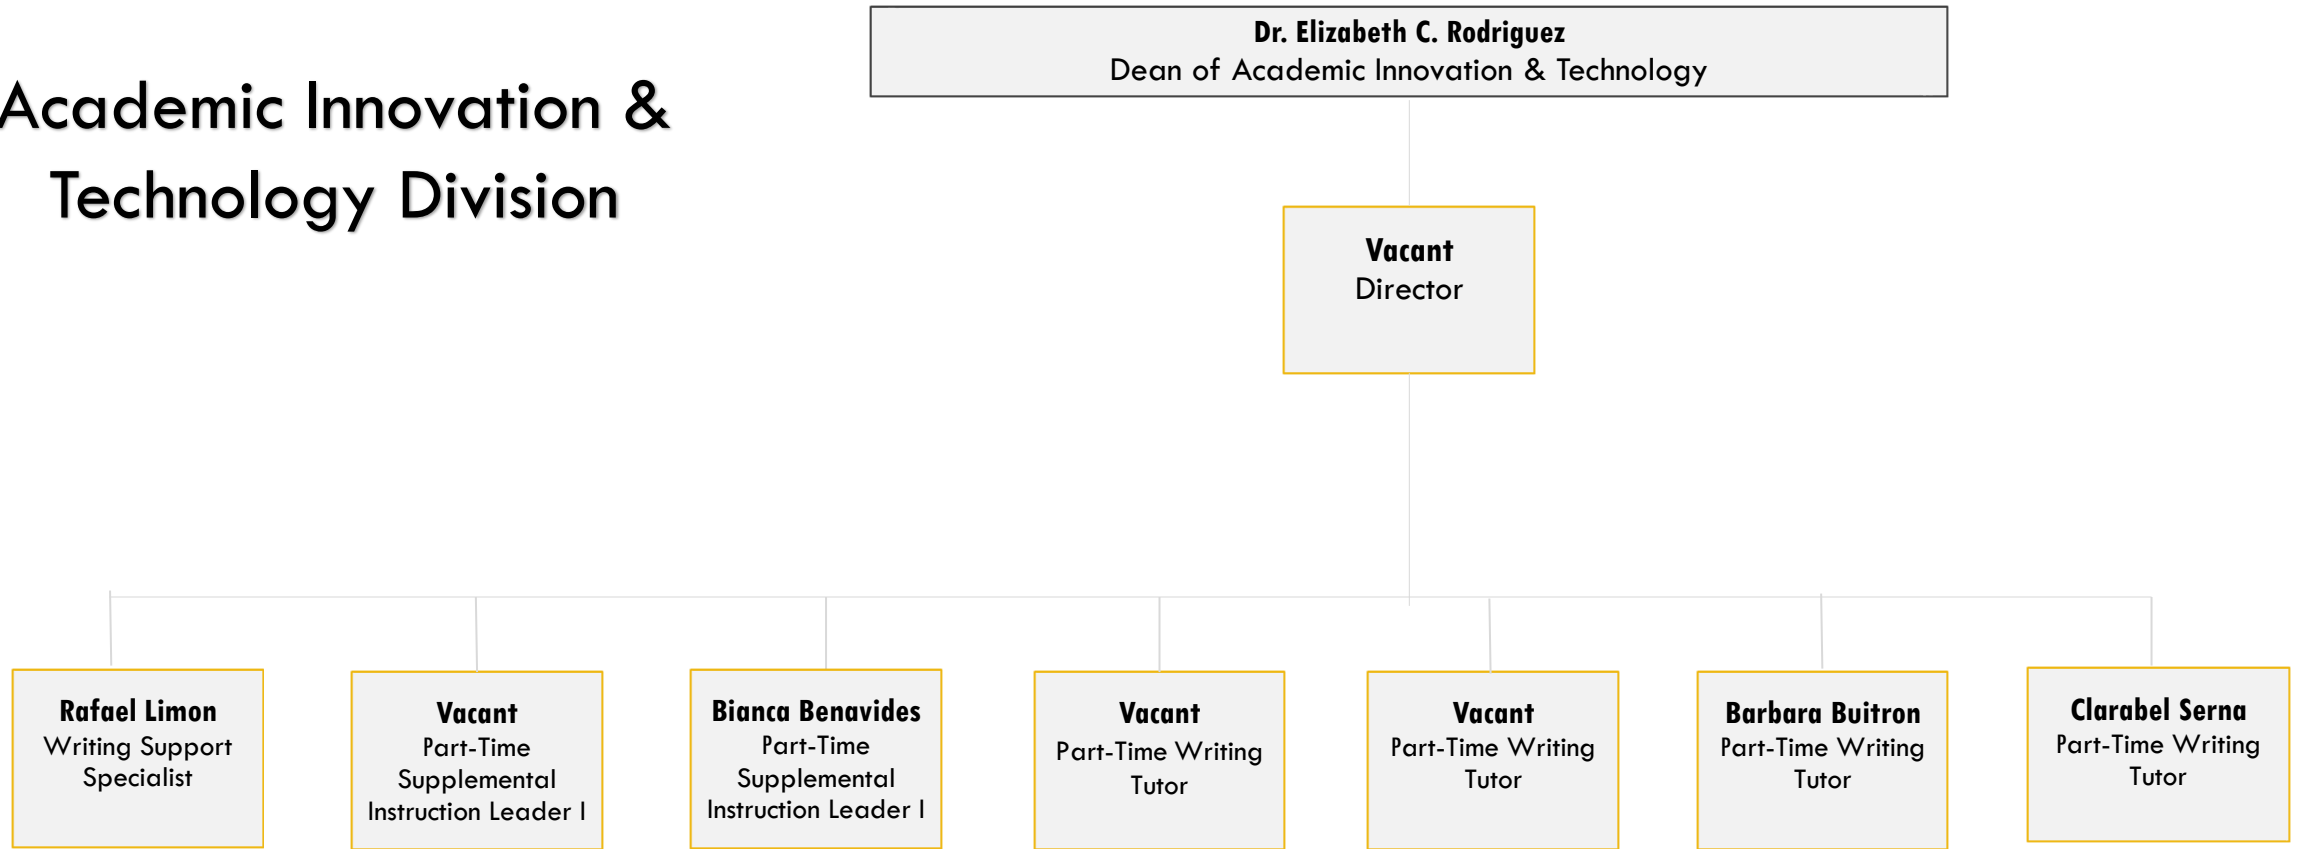 Academic Innovation &
Technology Division
Dr. Elizabeth C. Rodriguez
Dean of Academic Innovation & Technology
Vacant
Director
Rafael Limon
Writing Support
Specialist
Vacant
Part-Time
Supplemental
Instruction Leader I
Bianca Benavides
Part-Time
Supplemental
Instruction Leader I
Vacant
Part-Time Writing
Tutor
Vacant
Part-Time Writing
Tutor
Barbara Buitron
Part-Time Writing
Tutor
Clarabel Serna
Part-Time Writing
Tutor